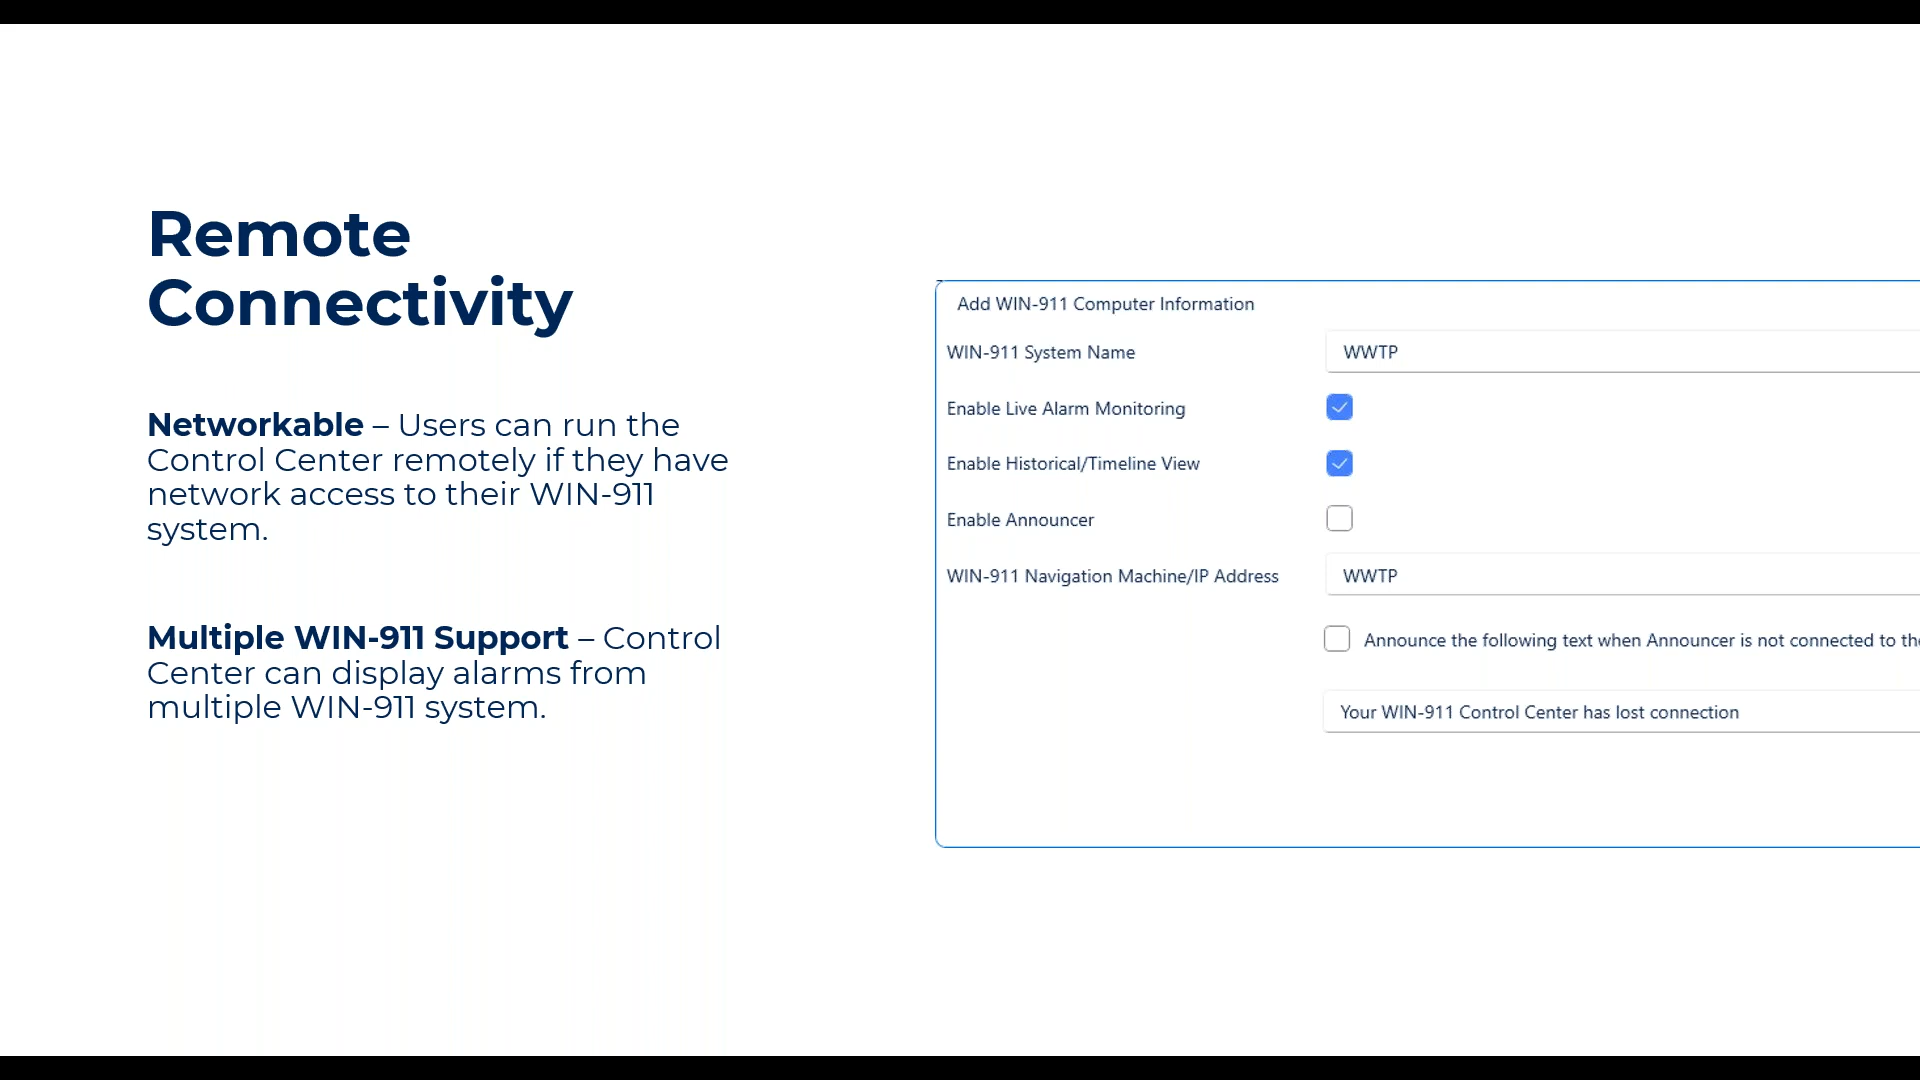 Remote
Connectivity
Networkable – Users can run the
Control Center remotely if they have
network access to their WIN-911
system.
Multiple WIN-911 Support – Control
Center can display alarms from
multiple WIN-911 system.
Add WIN-911 Computer Information
WIN-911 System Name WWTP
Enable Live Alarm Monitoring
Enable Historical/Timeline View
Enable Announcer
WIN-911 Navigation Machine/IP Address WWTP
Announce the following text when Announcer is not connected to
Your WIN-911 Control Center has lost connection